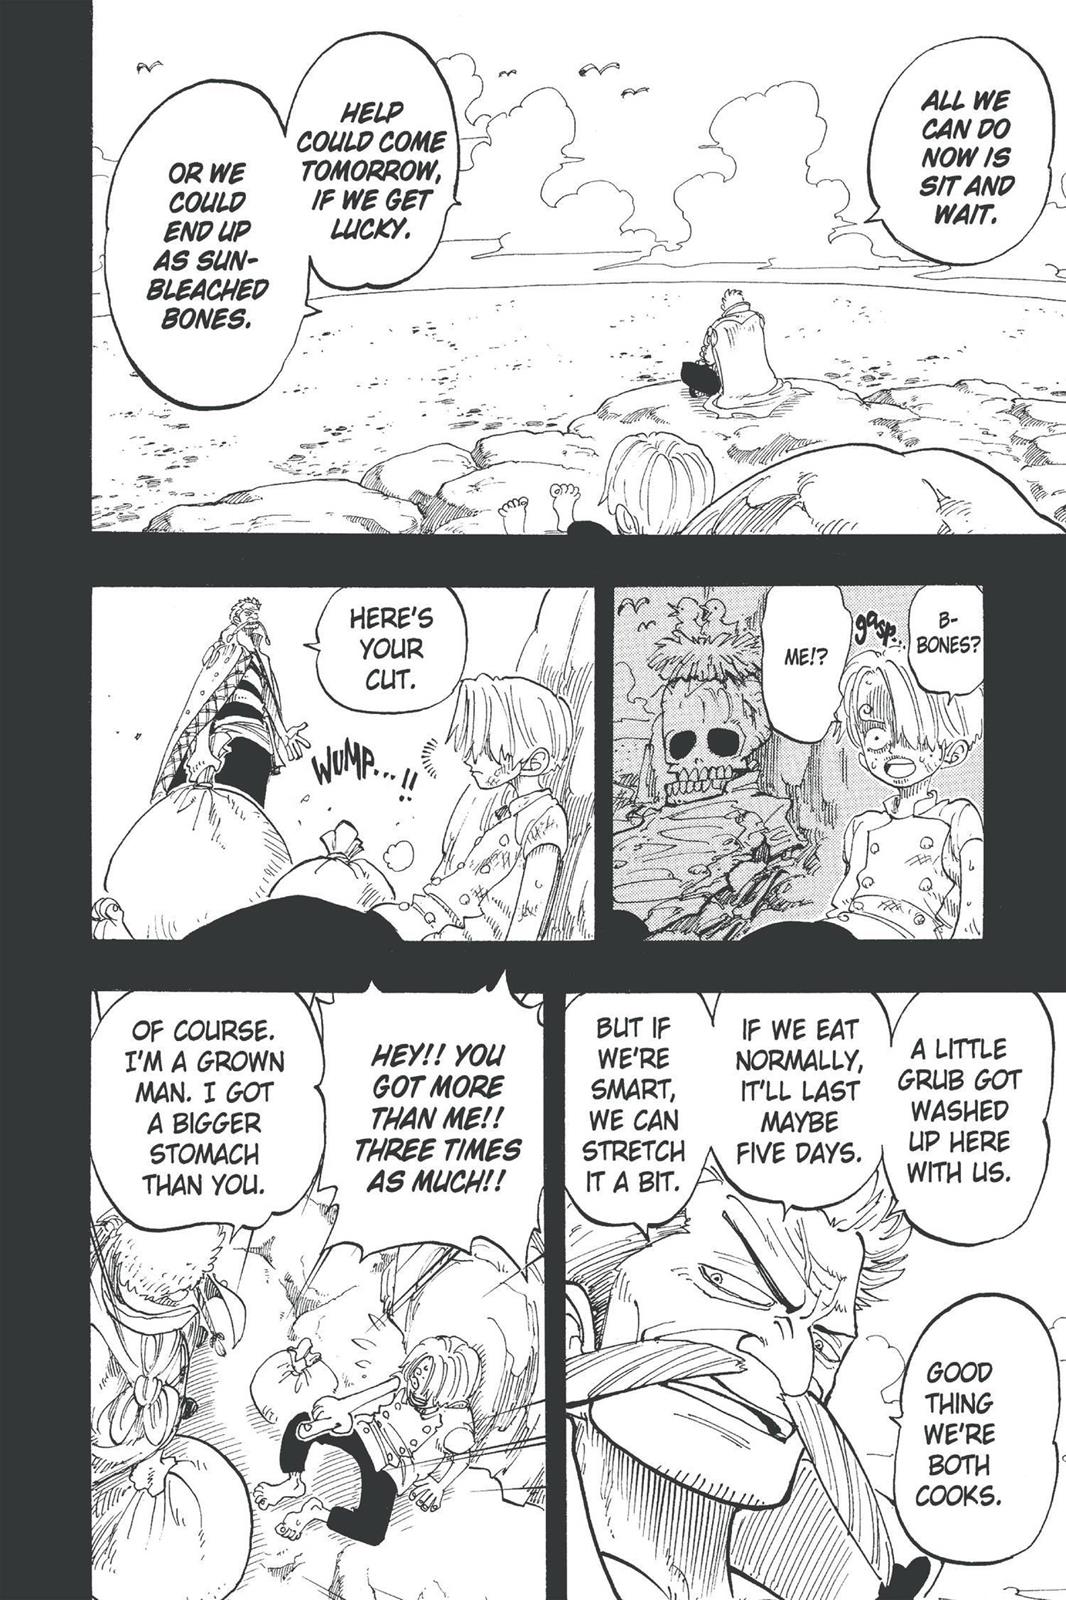 ALL WE
CAN DO
NOW IS
SIT AND
WAIT.
HELP
COULD COME
TOMORROW,
IF WE GET
LUCKY.
OR WE
COULD
END UP
AS SUN-
BLEACHED
BONES.
B-
BONES?
gasp...
ME!?
HERE'S
YOUR
CUT.
WUMP...!!
A LITTLE
GRUB GOT
WASHED
UP HERE
WITH US.
IF WE EAT
NORMALLY,
IT'LL LAST
MAYBE
FIVE DAYS.
BUT IF
WE'RE
SMART,
WE CAN
STRETCH
IT A BIT.
GOOD
THING
WE'RE
BOTH
COOKS.
HEY!! YOU
GOT MORE
THAN ME!!
THREE TIMES
AS MUCH!!
OF COURSE.
I'M A GROWN
MAN. I GOT
A BIGGER
STOMACH
THAN YOU.